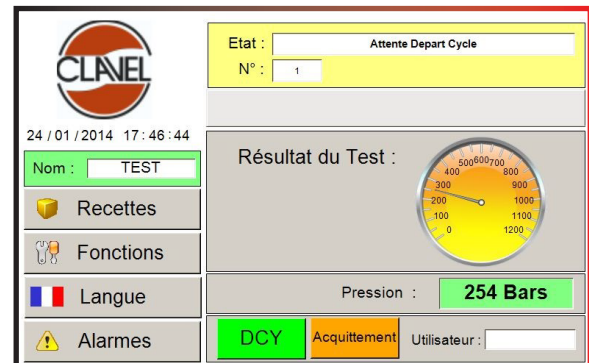 CLAVEL
24 / 01 / 2014 17 : 46 : 44
Nom : TEST
Recettes
Fonctions
Langue
Alarmes
Etat : Attente Depart Cycle
N° : 1
Résultat du Test :
0 100 200 300 400 500 600 700 800 900 1000 1100 1200
Pression : 254 Bars
DCY Acquittement Utilisateur :